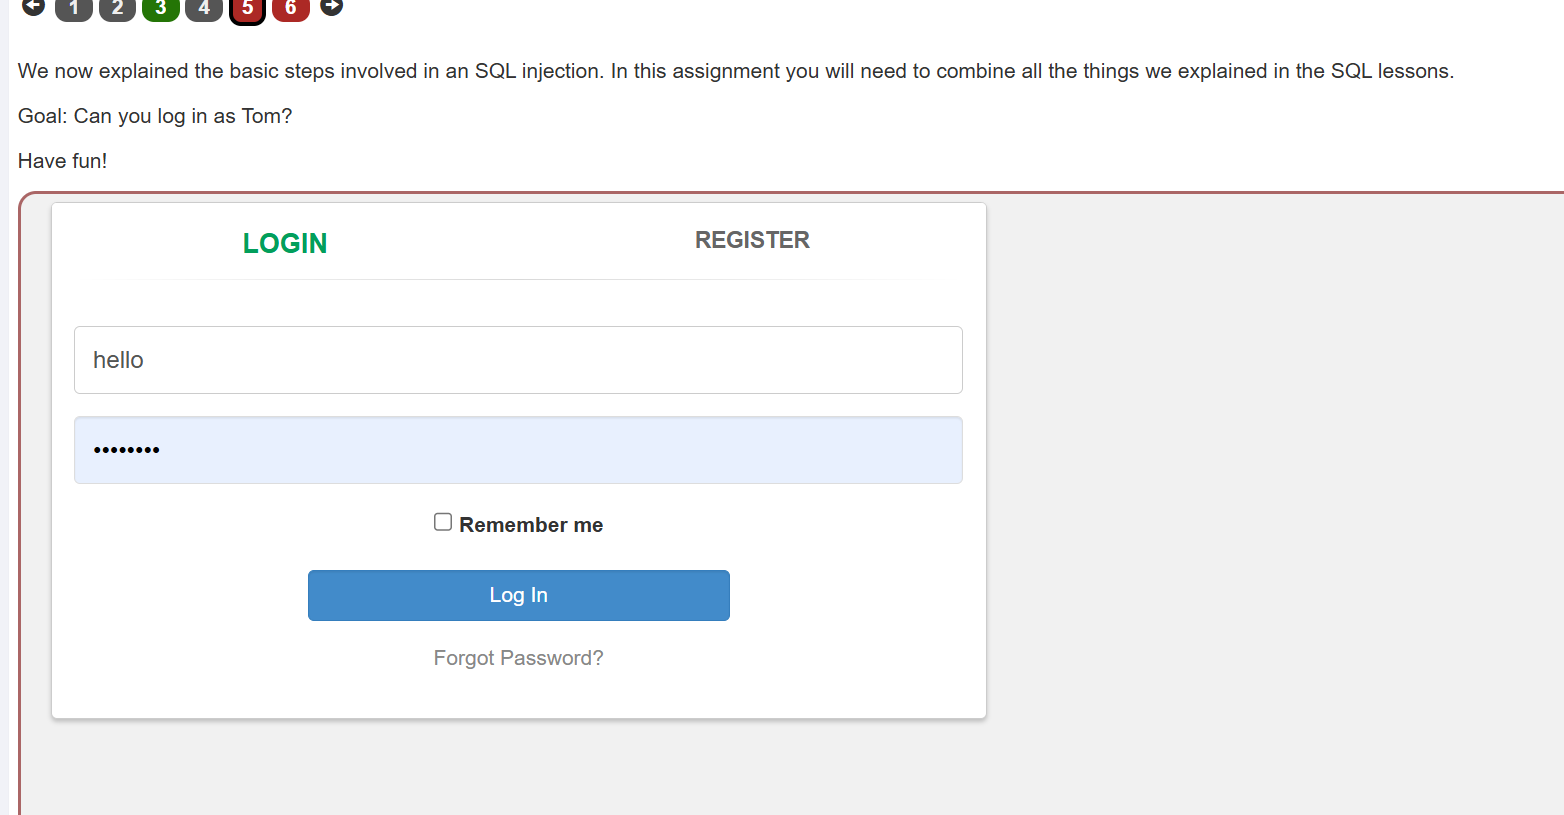 1 2 3 4 5 6
We now explained the basic steps involved in an SQL injection. In this assignment you will need to combine all the things we explained in the SQL lessons.
Goal: Can you log in as Tom?
Have fun!
LOGIN REGISTER
hello
••••••••
Remember me
Log In
Forgot Password?